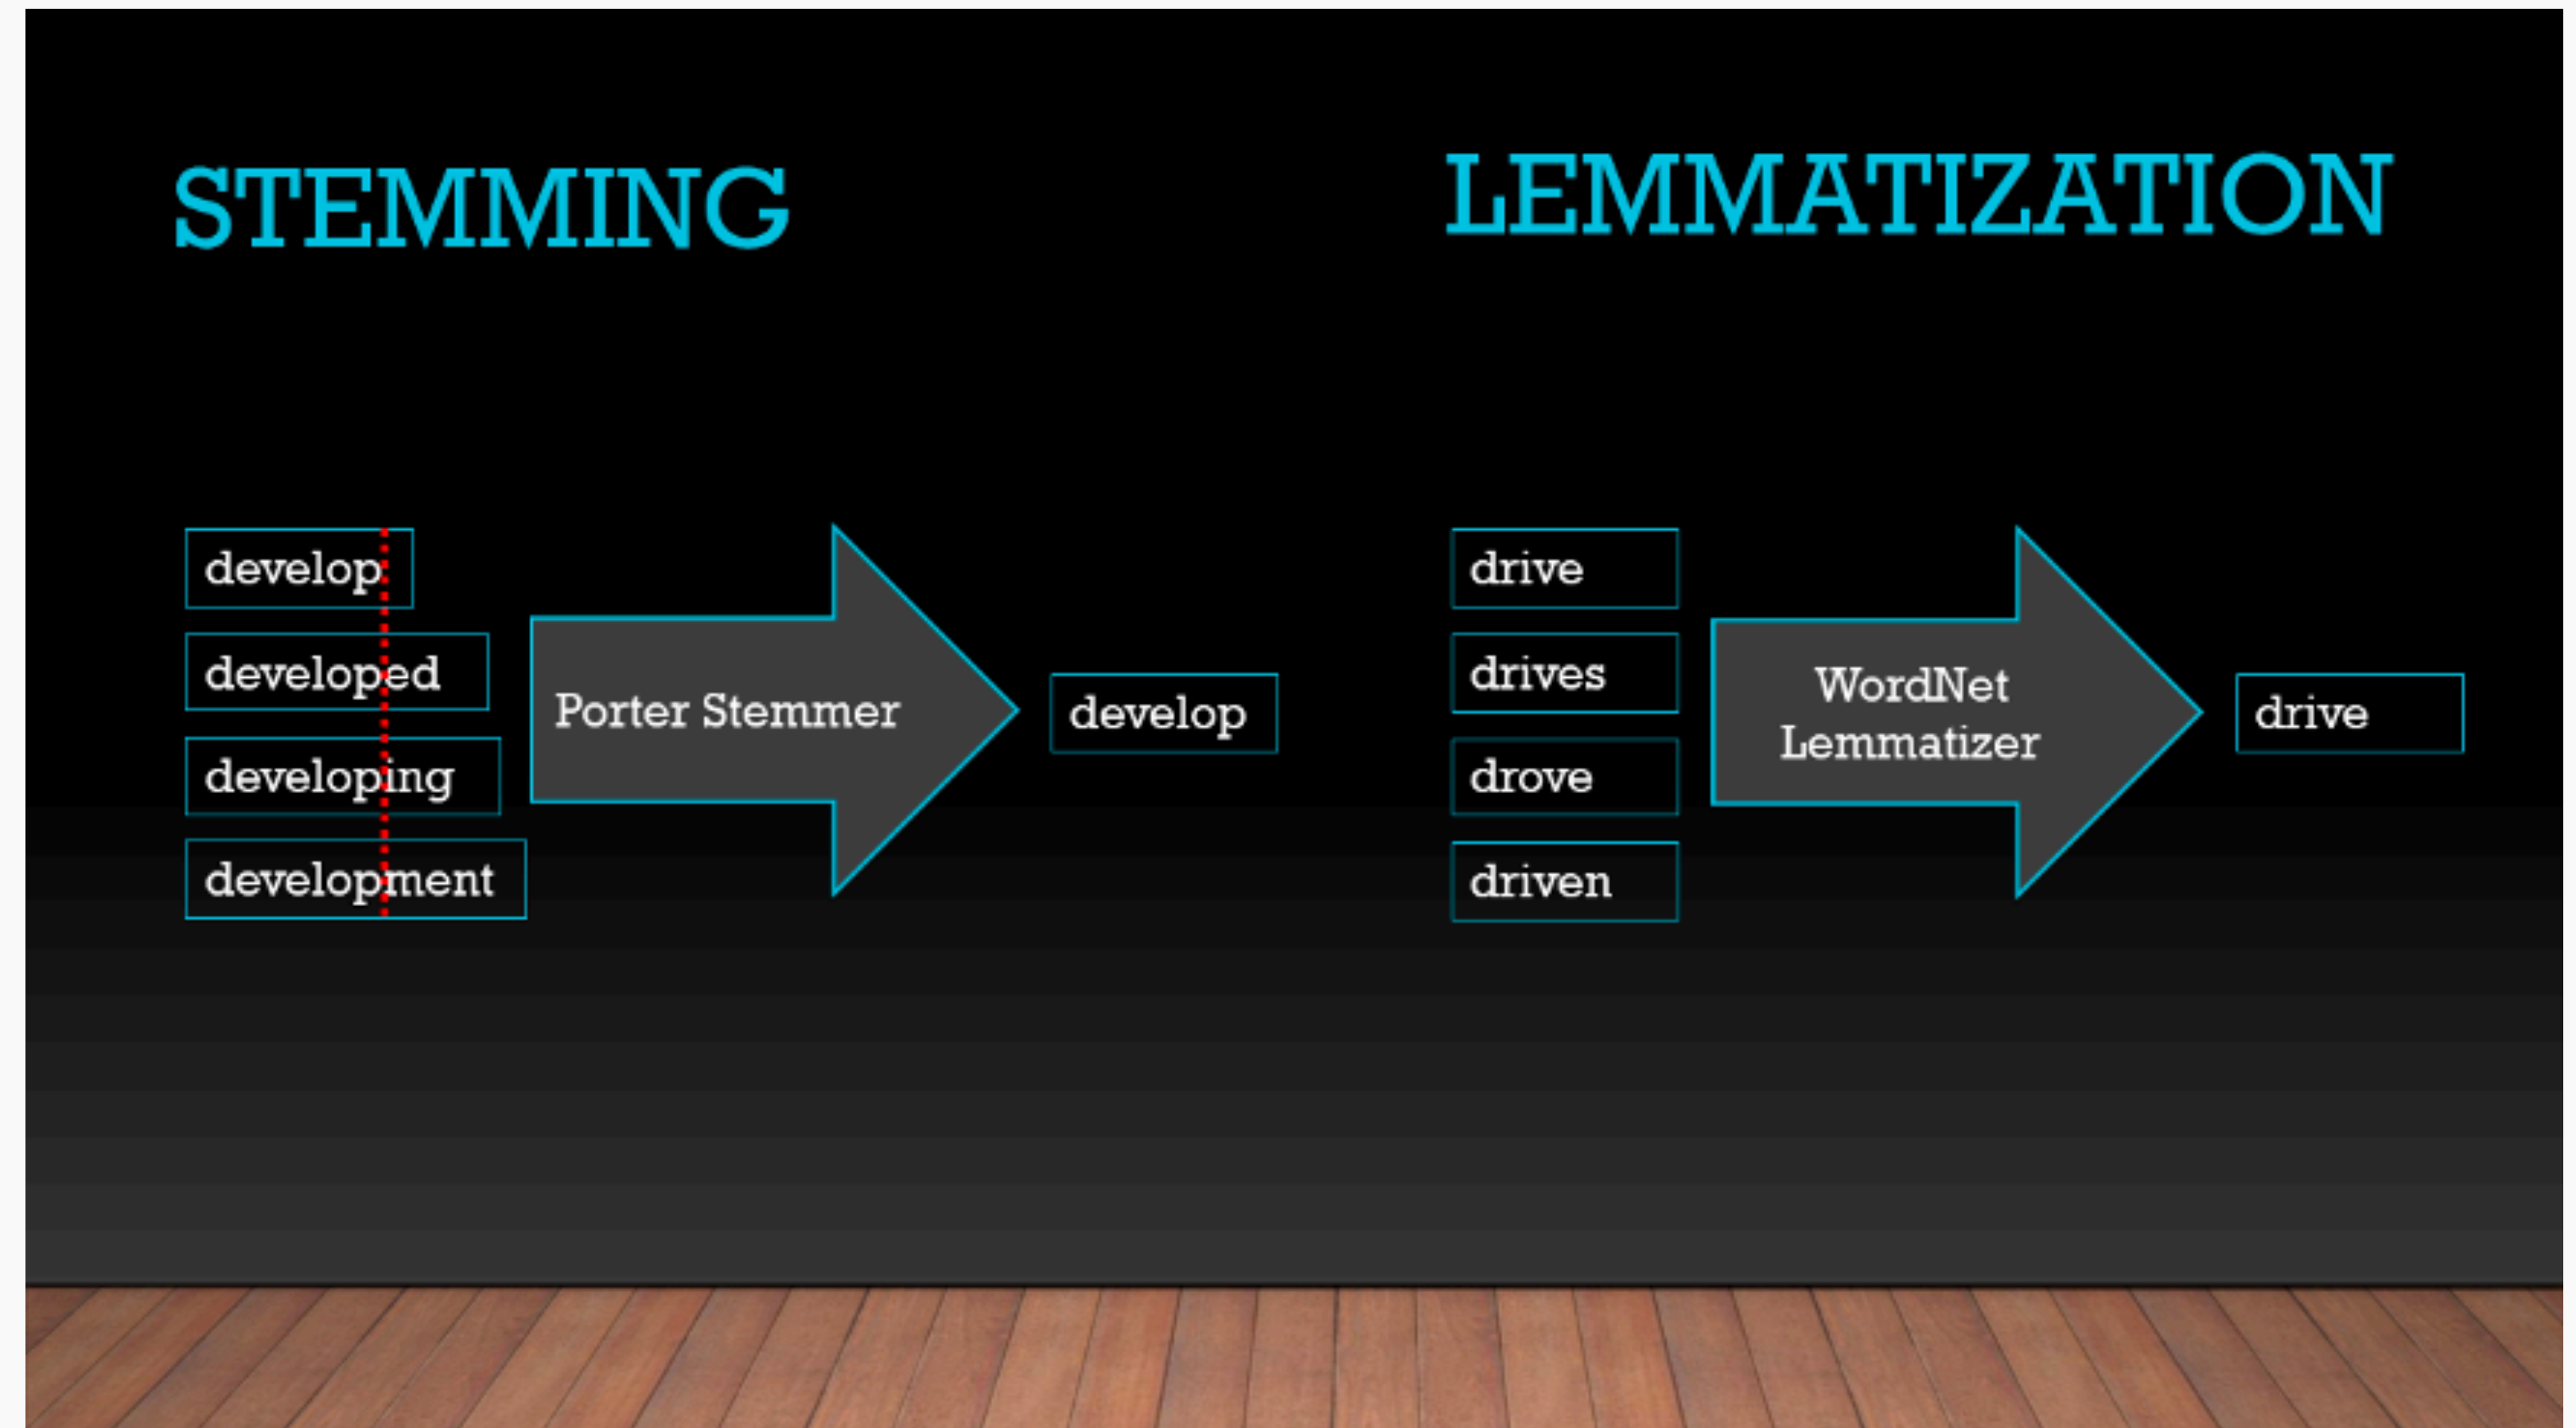 STEMMING
develop
developed
developing
development
Porter Stemmer
develop
LEMMATIZATION
drive
drives
drove
driven
WordNet
Lemmatizer
drive